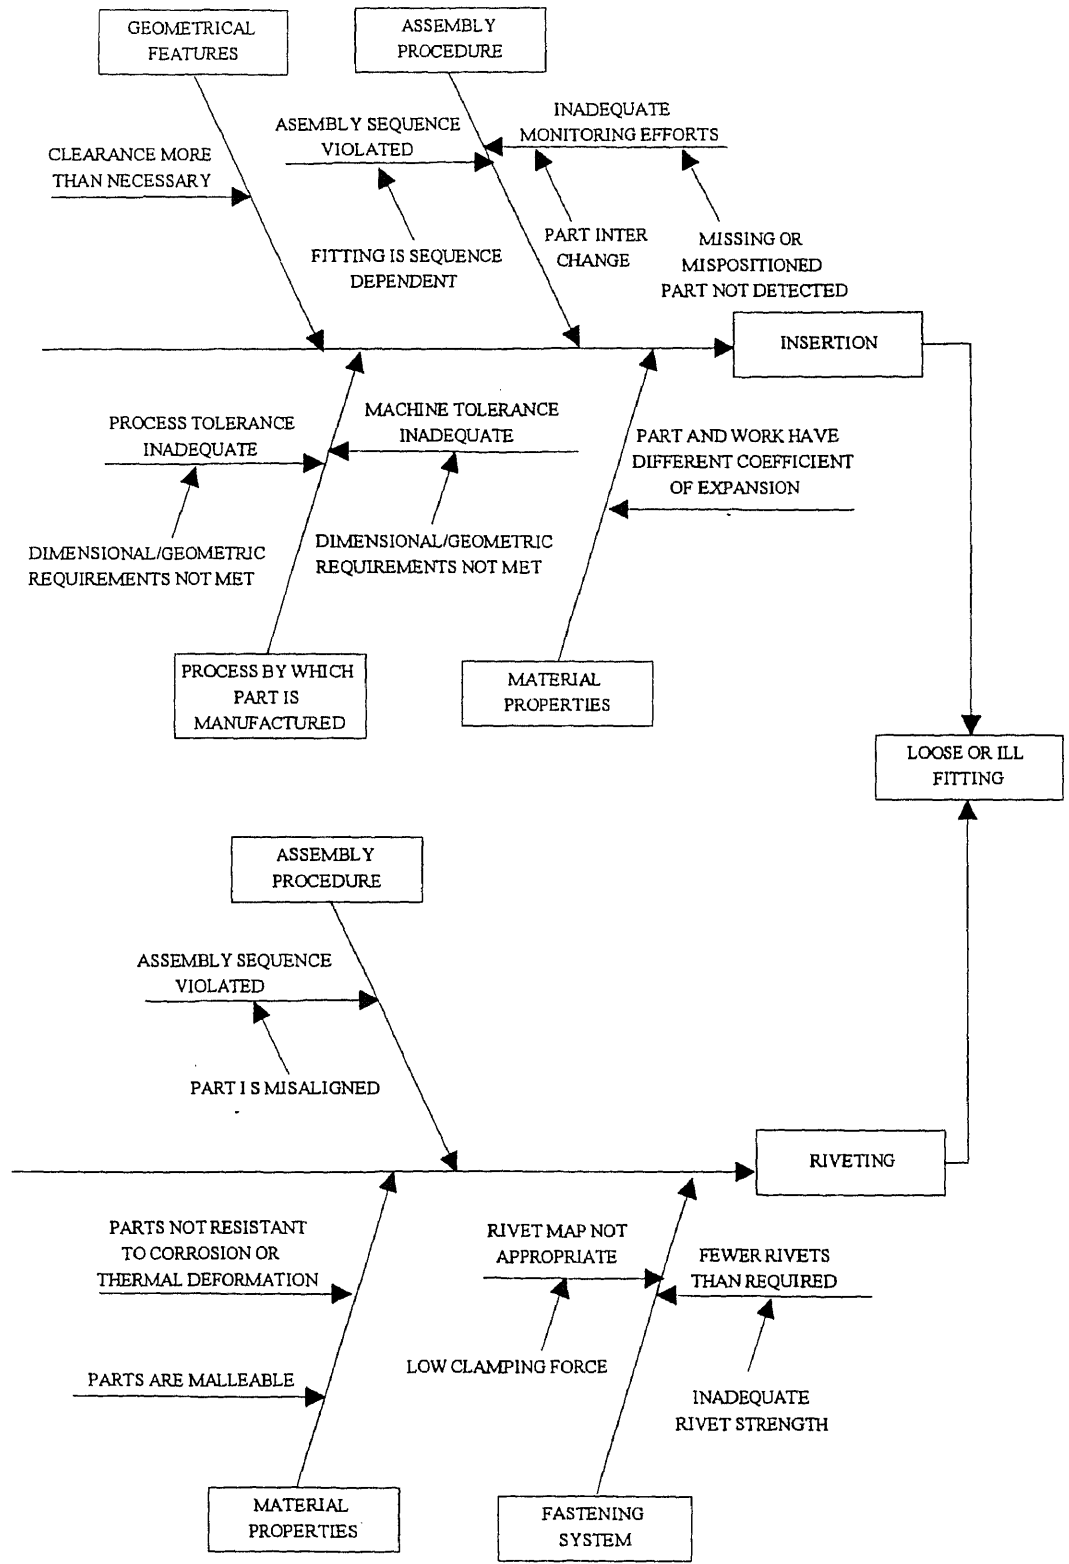 GEOMETRICAL
FEATURES
ASSEMBLY
PROCEDURE
CLEARANCE MORE
THAN NECESSARY
ASEMBLY SEQUENCE
VIOLATED
INADEQUATE
MONITORING EFFORTS
FITTING IS SEQUENCE
DEPENDENT
PART INTER
CHANGE
MISSING OR
MISPOSITIONED
PART NOT DETECTED
INSERTION
PROCESS TOLERANCE
INADEQUATE
MACHINE TOLERANCE
INADEQUATE
PART AND WORK HAVE
DIFFERENT COEFFICIENT
OF EXPANSION
DIMENSIONAL/GEOMETRIC
REQUIREMENTS NOT MET
DIMENSIONAL/GEOMETRIC
REQUIREMENTS NOT MET
PROCESS BY WHICH
PART IS
MANUFACTURED
MATERIAL
PROPERTIES
LOOSE OR ILL
FITTING
ASSEMBLY
PROCEDURE
ASSEMBLY SEQUENCE
VIOLATED
PART IS MISALIGNED
RIVETING
PARTS NOT RESISTANT
TO CORROSION OR
THERMAL DEFORMATION
RIVET MAP NOT
APPROPRIATE
FEWER RIVETS
THAN REQUIRED
PARTS ARE MALLEABLE
LOW CLAMPING FORCE
INADEQUATE
RIVET STRENGTH
MATERIAL
PROPERTIES
FASTENING
SYSTEM